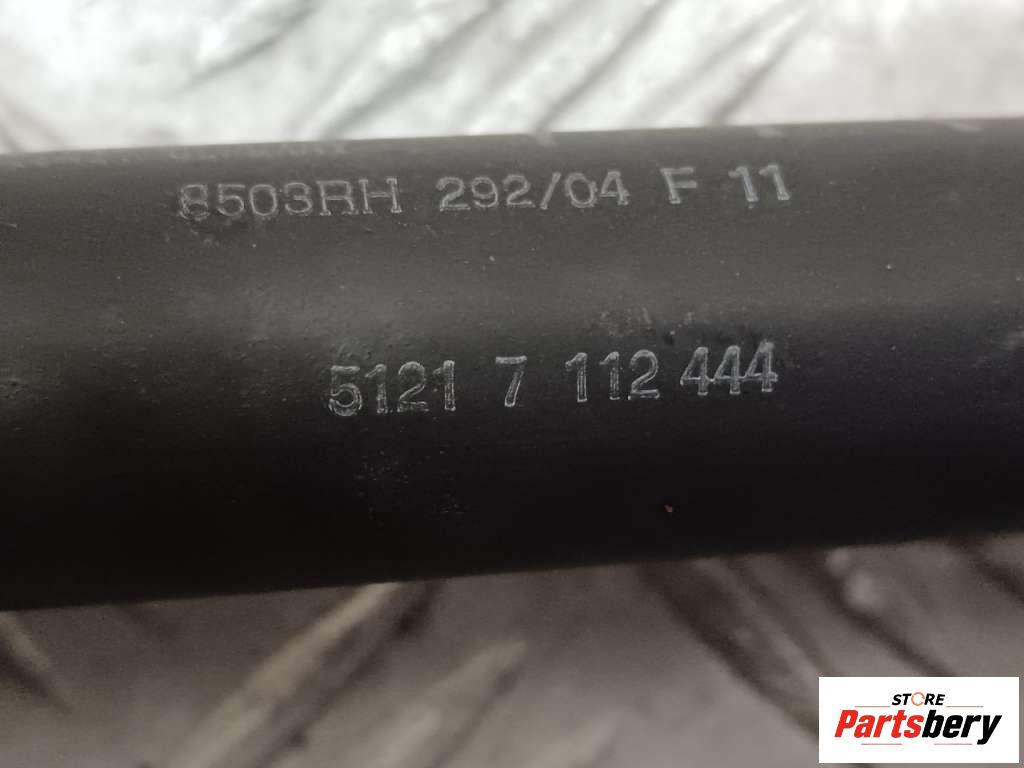 8503RH 292/04 F 11
5121 7 112 444
STORE
Partsbery